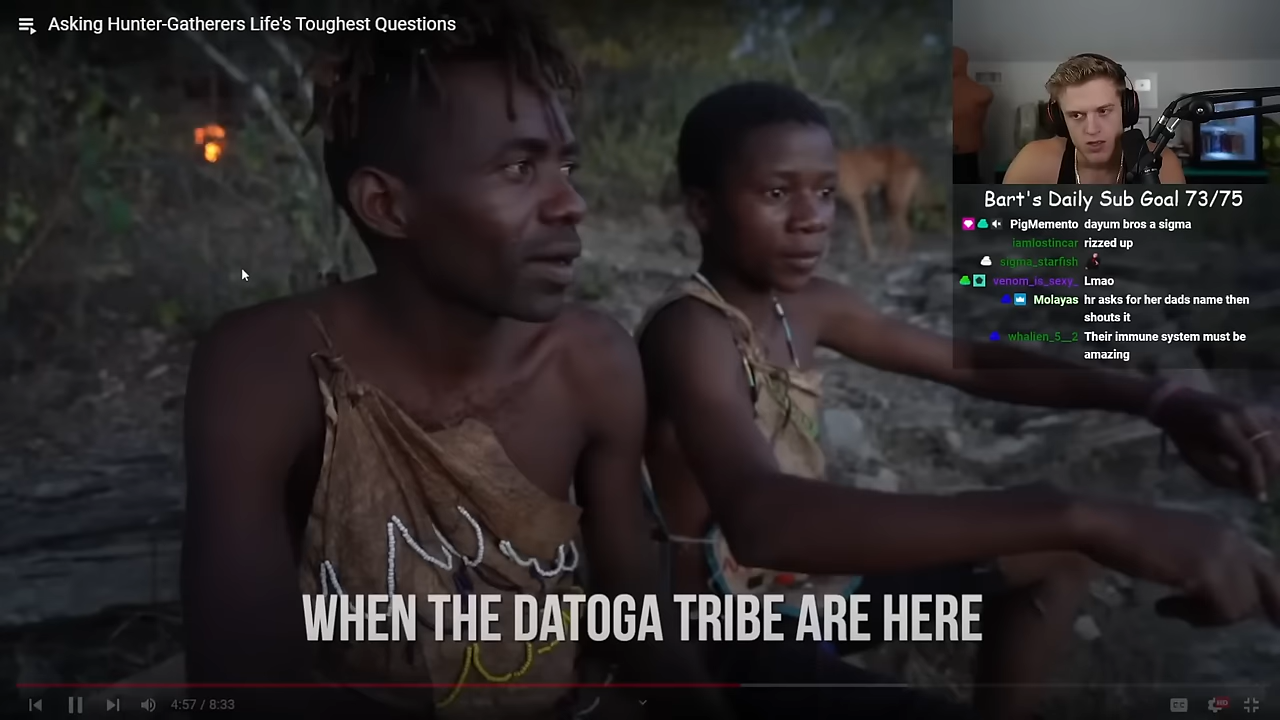 Asking Hunter-Gatherers Life's Toughest Questions
Bart's Daily Sub Goal 73/75
PigMemento dayum bros a sigma
iamlostincar rizzed up
sigma_starfish
venom_is_sexy_ Lmao
Molayas hr asks for her dads name then
shouts it
whalien_5__2 Their immune system must be
amazing
WHEN THE DATOGA TRIBE ARE HERE
4:57 / 8:33
CC
HD